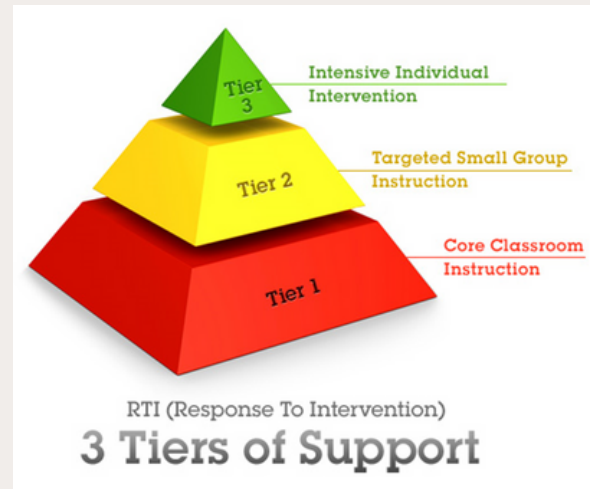 Tier
3
Intensive Individual
Intervention
Tier 2
Targeted Small Group
Instruction
Tier 1
Core Classroom
Instruction
RTI (Response To Intervention)
3 Tiers of Support